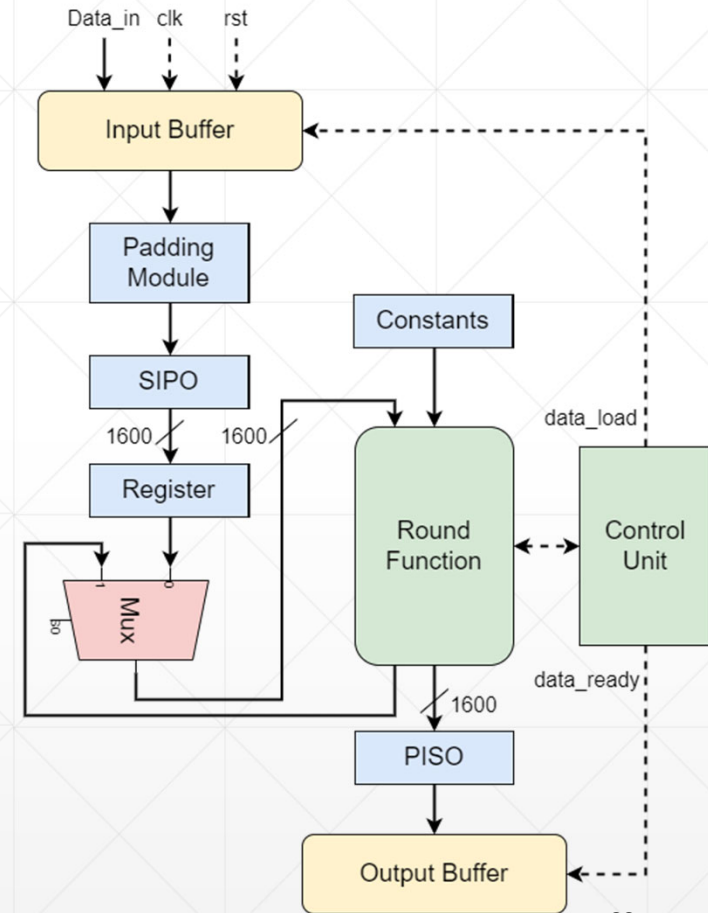 Data_in clk rst
Input Buffer
Padding
Module
Constants
SIPO
data_load
1600 1600
Register
Round
Function
Control
Unit
1 0
Mux
s0
data_ready
1600
PISO
Output Buffer